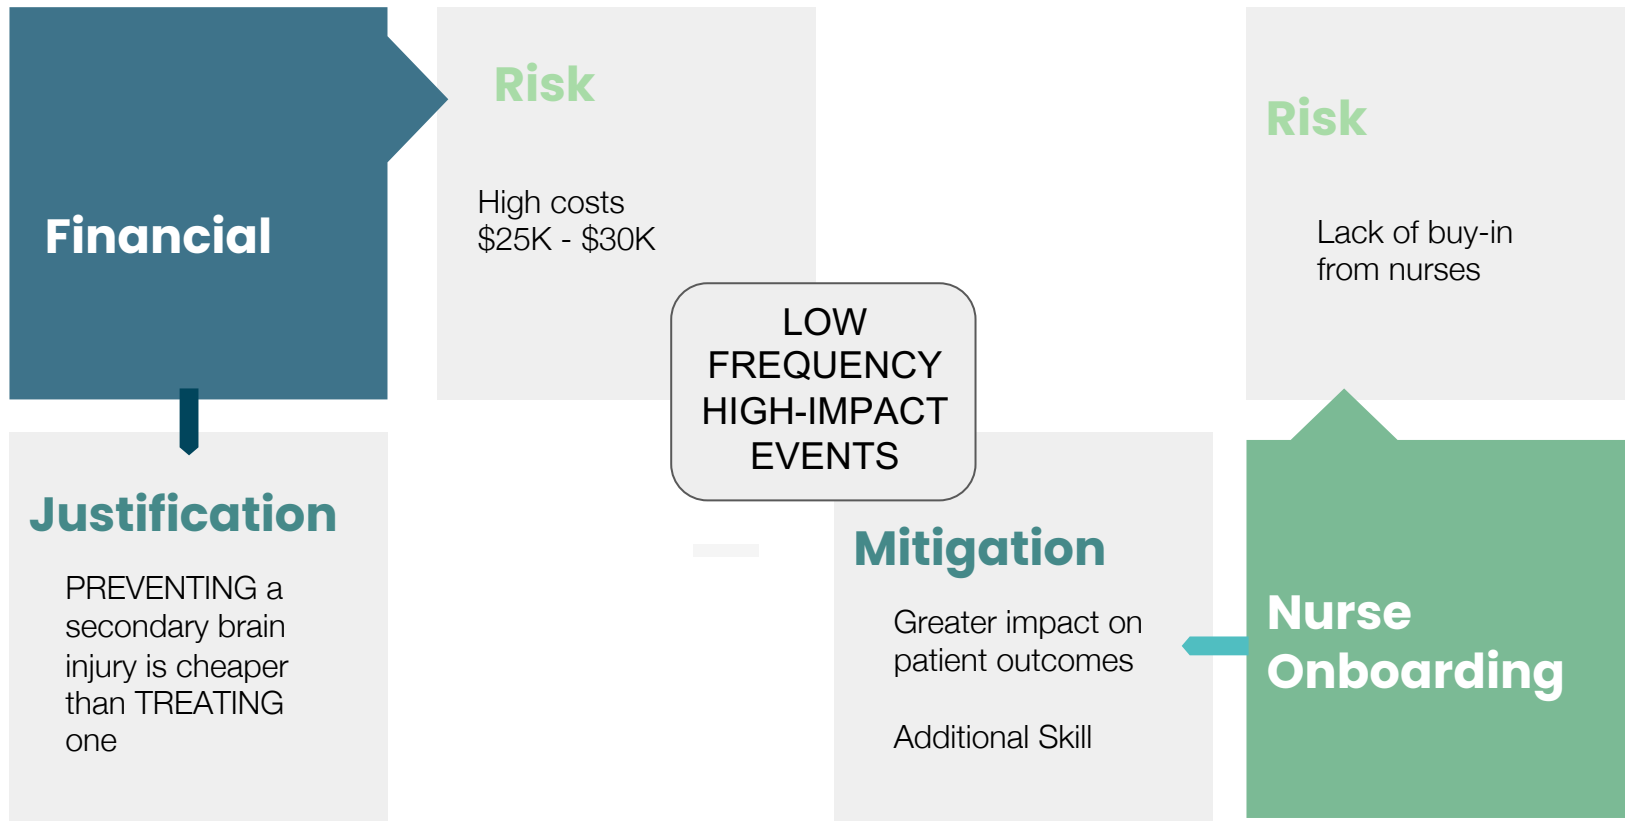 Financial
Risk
High costs
$25K - $30K
Justification
PREVENTING a
secondary brain
injury is cheaper
than TREATING
one
LOW
FREQUENCY
HIGH-IMPACT
EVENTS
Risk
Lack of buy-in
from nurses
Mitigation
Greater impact on
patient outcomes
Additional Skill
Nurse
Onboarding